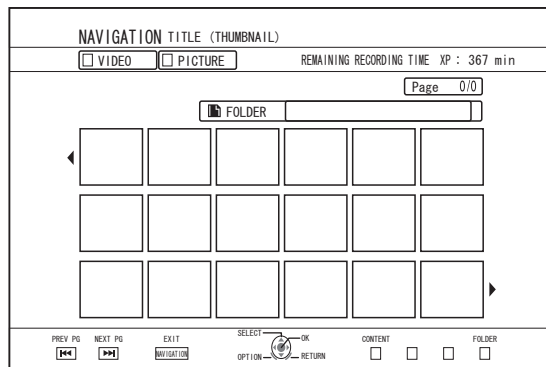 NAVIGATION TITLE (THUMBNAIL)
VIDEO PICTURE REMAINING RECORDING TIME XP : 367 min
Page 0/0
FOLDER
PREV PG NEXT PG EXIT SELECT OK CONTENT FOLDER
NAVIGATION OPTION RETURN